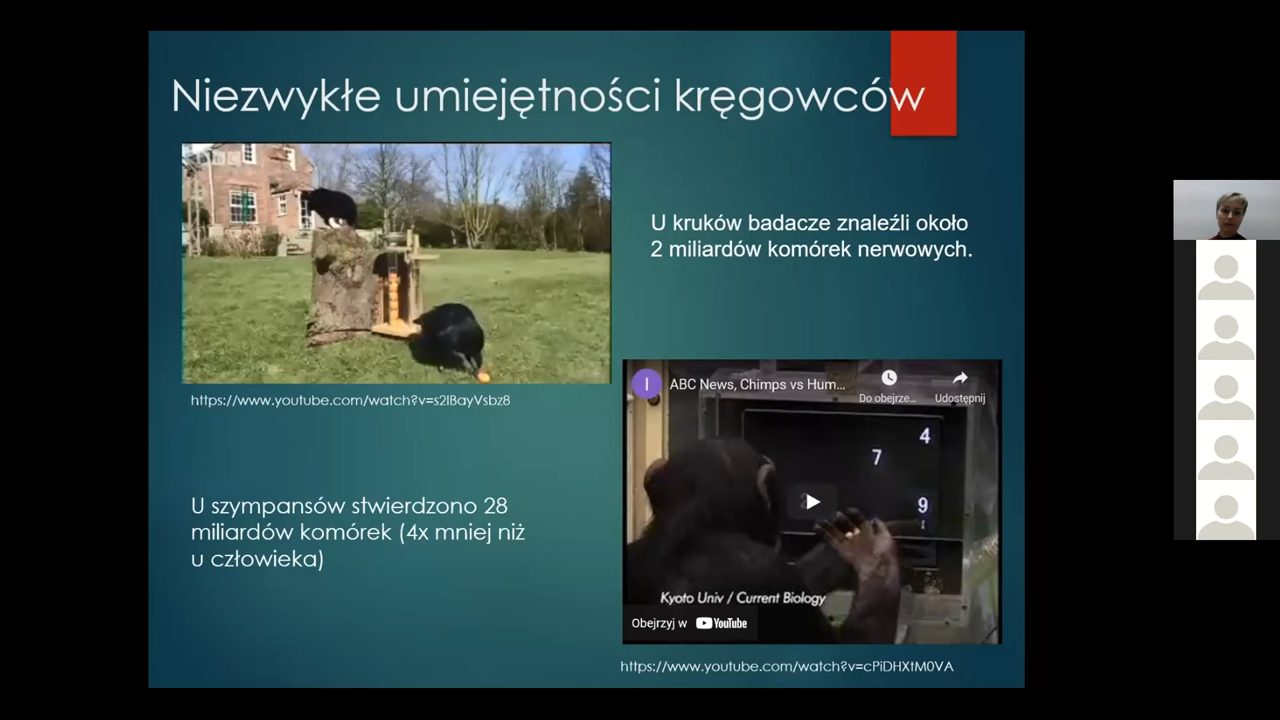 Niezwykłe umiejętności kręgowców
U kruków badacze znaleźli około
2 miliardów komórek nerwowych.
https://www.youtube.com/watch?v=s2IBayVsbz8
I
ABC News, Chimps vs Hum...
Do obejrze...
Udostępnij
4
7
9
Kyoto Univ / Current Biology
Obejrzyj w YouTube
U szympansów stwierdzono 28
miliardów komórek (4x mniej niż
u człowieka)
https://www.youtube.com/watch?v=cPiDHXtM0VA